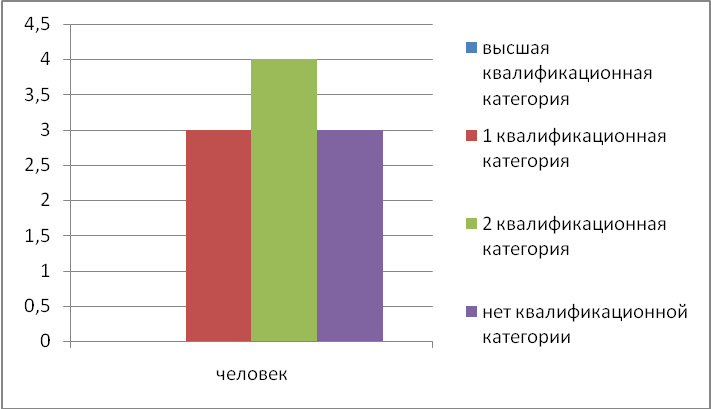 4,5
4
3,5
3
2,5
2
1,5
1
0,5
0
человек
высшая
квалификационная
категория
1 квалификационная
категория
2 квалификационная
категория
нет квалификационной
категории